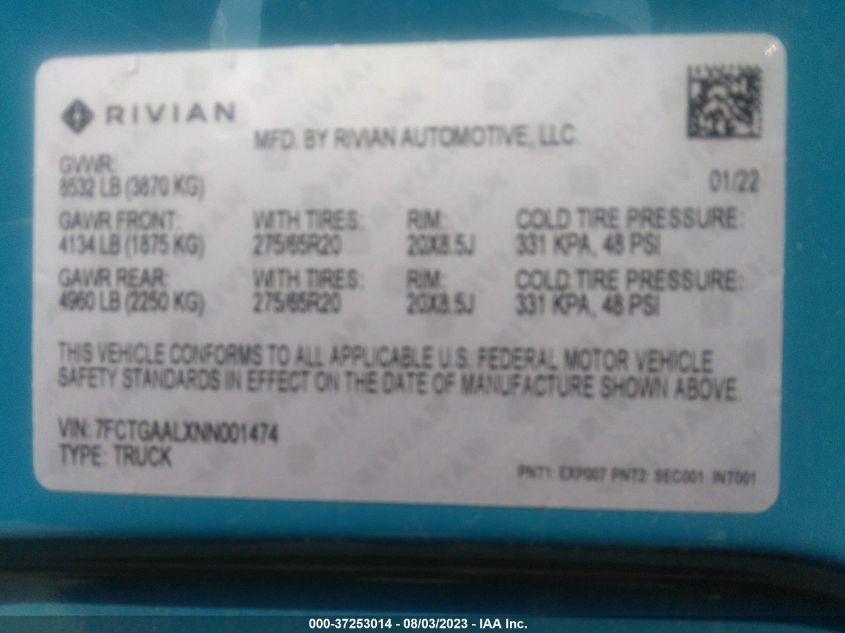 RIVIAN
MFD. BY RIVIAN AUTOMOTIVE, LLC.
GVWR:
8532 LB (3870 KG)
01/22
GAWR FRONT: WITH TIRES: RIM: COLD TIRE PRESSURE:
4134 LB (1875 KG) 275/65R20 20X8.5J 331 KPA, 48 PSI
GAWR REAR: WITH TIRES: RIM: COLD TIRE PRESSURE:
4960 LB (2250 KG) 275/65R20 20X8.5J 331 KPA, 48 PSI
THIS VEHICLE CONFORMS TO ALL APPLICABLE U.S. FEDERAL MOTOR VEHICLE
SAFETY STANDARDS IN EFFECT ON THE DATE OF MANUFACTURE SHOWN ABOVE.
VIN: 7FCTGAALXNN001474
TYPE: TRUCK
PNT1: EXP007 PNT2: SEC001 INT001
000-37253014 - 08/03/2023 - IAA Inc.